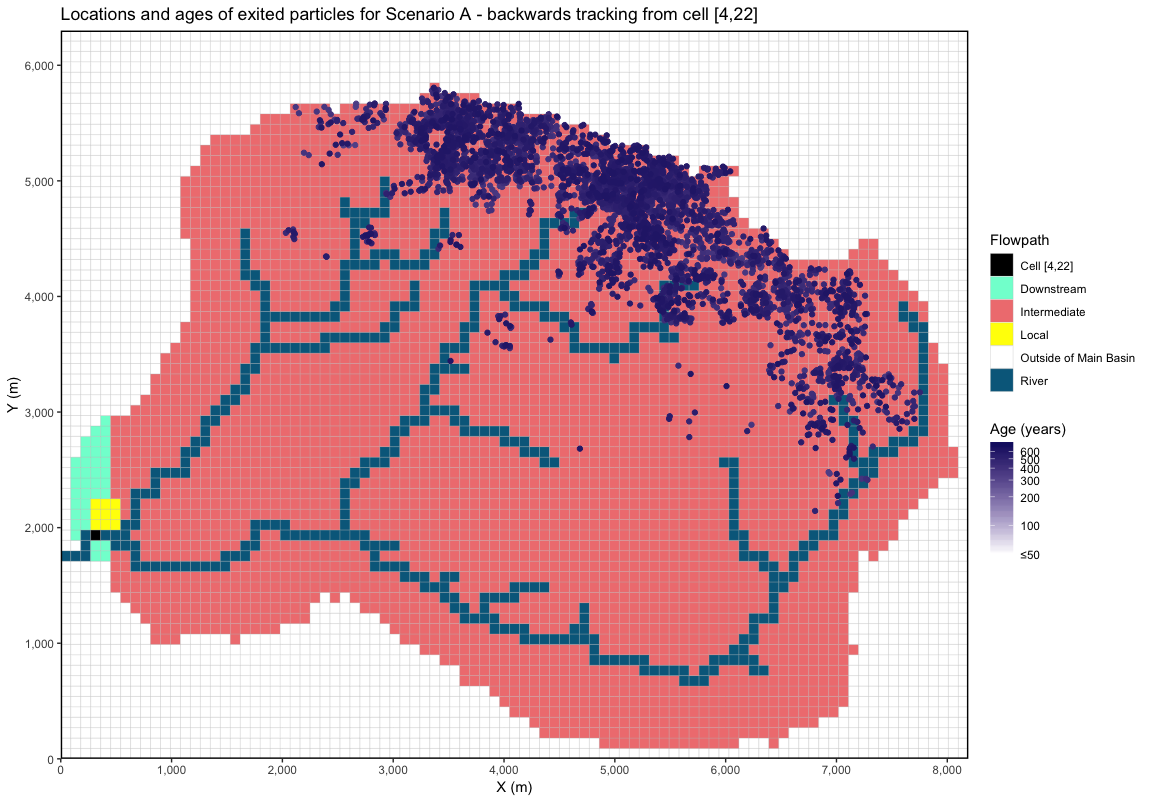 Locations and ages of exited particles for Scenario A - backwards tracking from cell [4,22]
6,000
5,000
4,000
3,000
2,000
1,000
0
Y (m)
0
1,000
2,000
3,000
4,000
5,000
6,000
7,000
8,000
X (m)
Flowpath
Cell [4,22]
Downstream
Intermediate
Local
Outside of Main Basin
River
Age (years)
600
500
400
300
200
100
≤50